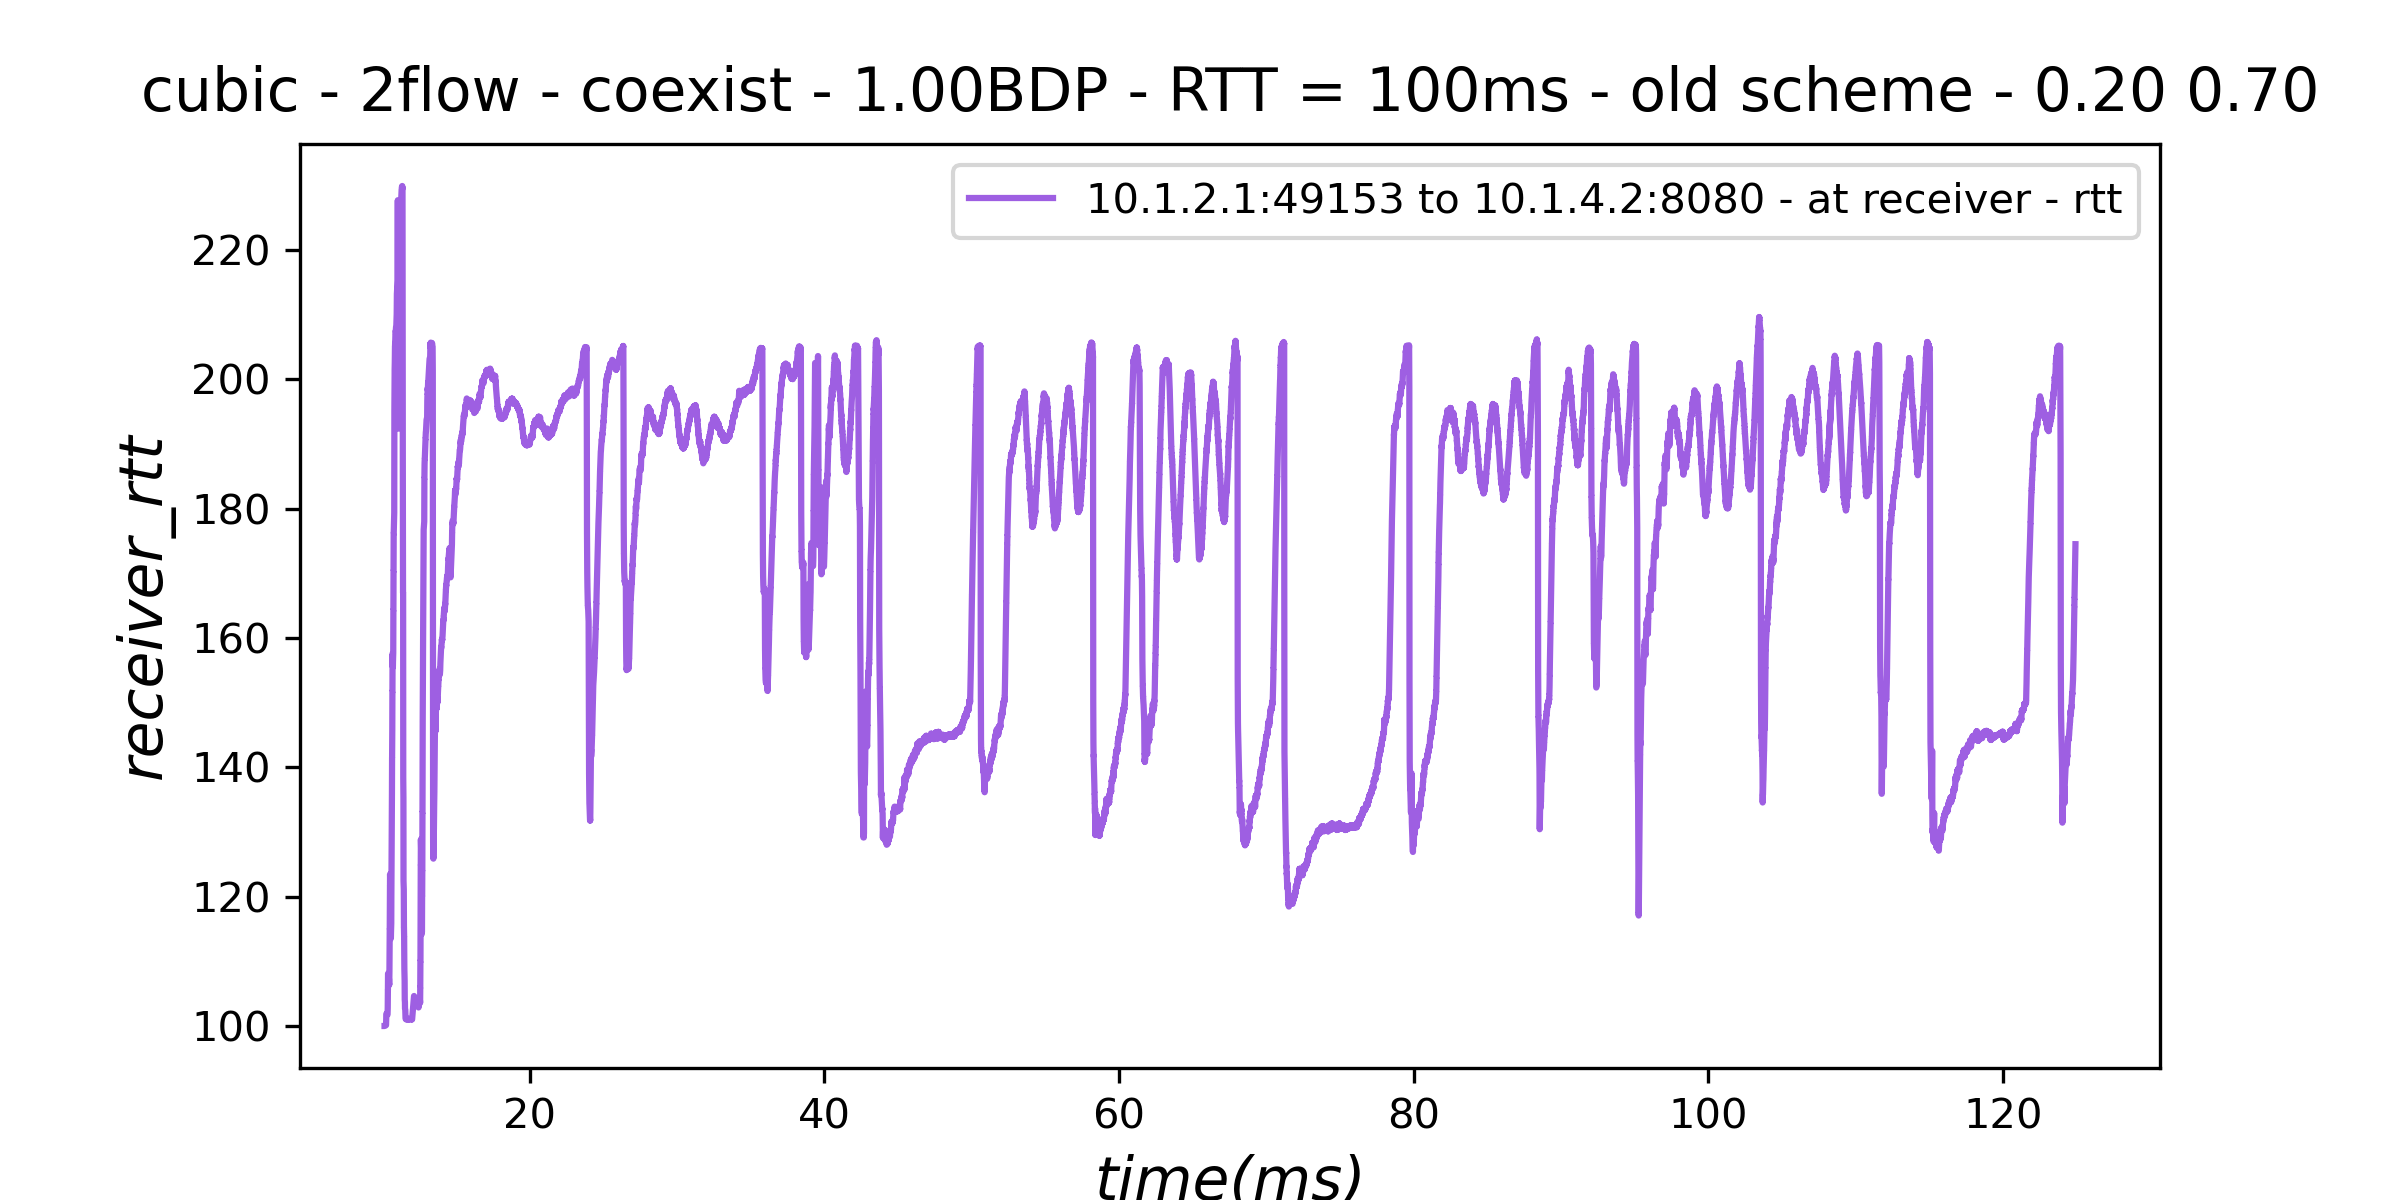 cubic - 2flow - coexist - 1.00BDP - RTT = 100ms - old scheme - 0.20 0.70
10.1.2.1:49153 to 10.1.4.2:8080 - at receiver - rtt
receiver_rtt
220
200
180
160
140
120
100
20 40 60 80 100 120
time(ms)